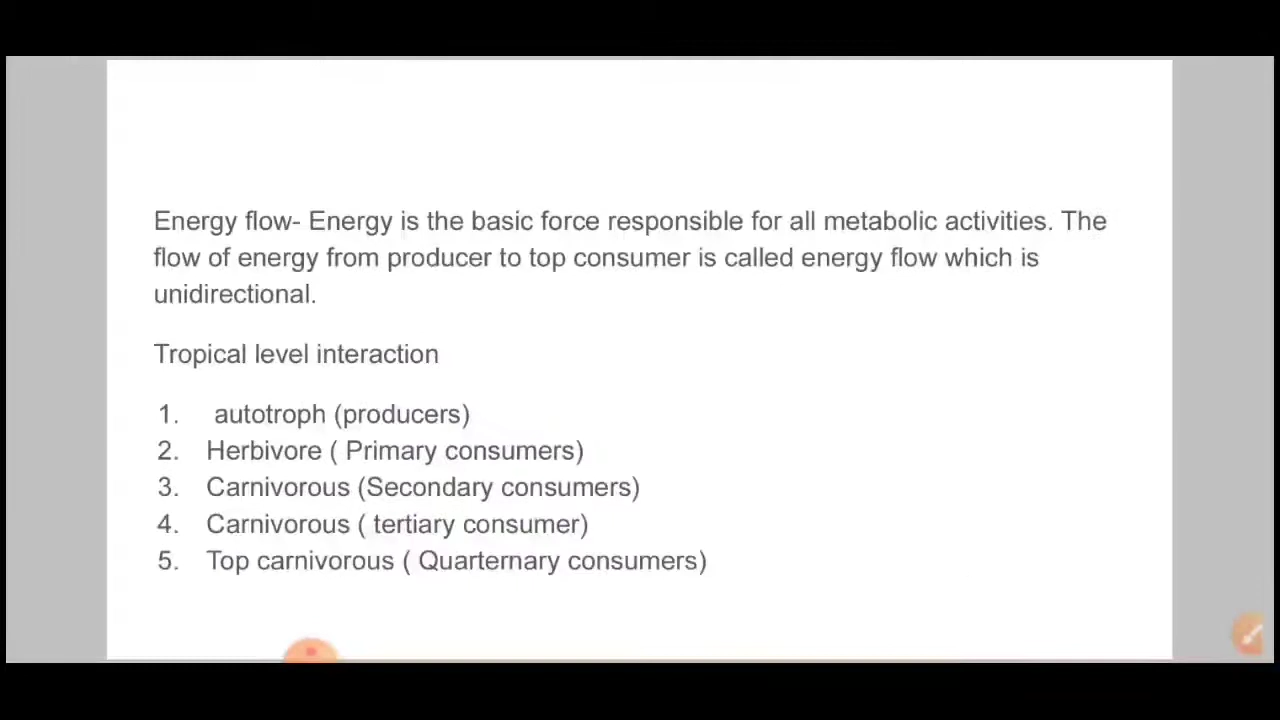 Energy flow- Energy is the basic force responsible for all metabolic activities. The
flow of energy from producer to top consumer is called energy flow which is
unidirectional.
Tropical level interaction
1. autotroph (producers)
2. Herbivore ( Primary consumers)
3. Carnivorous (Secondary consumers)
4. Carnivorous ( tertiary consumer)
5. Top carnivorous ( Quarternary consumers)